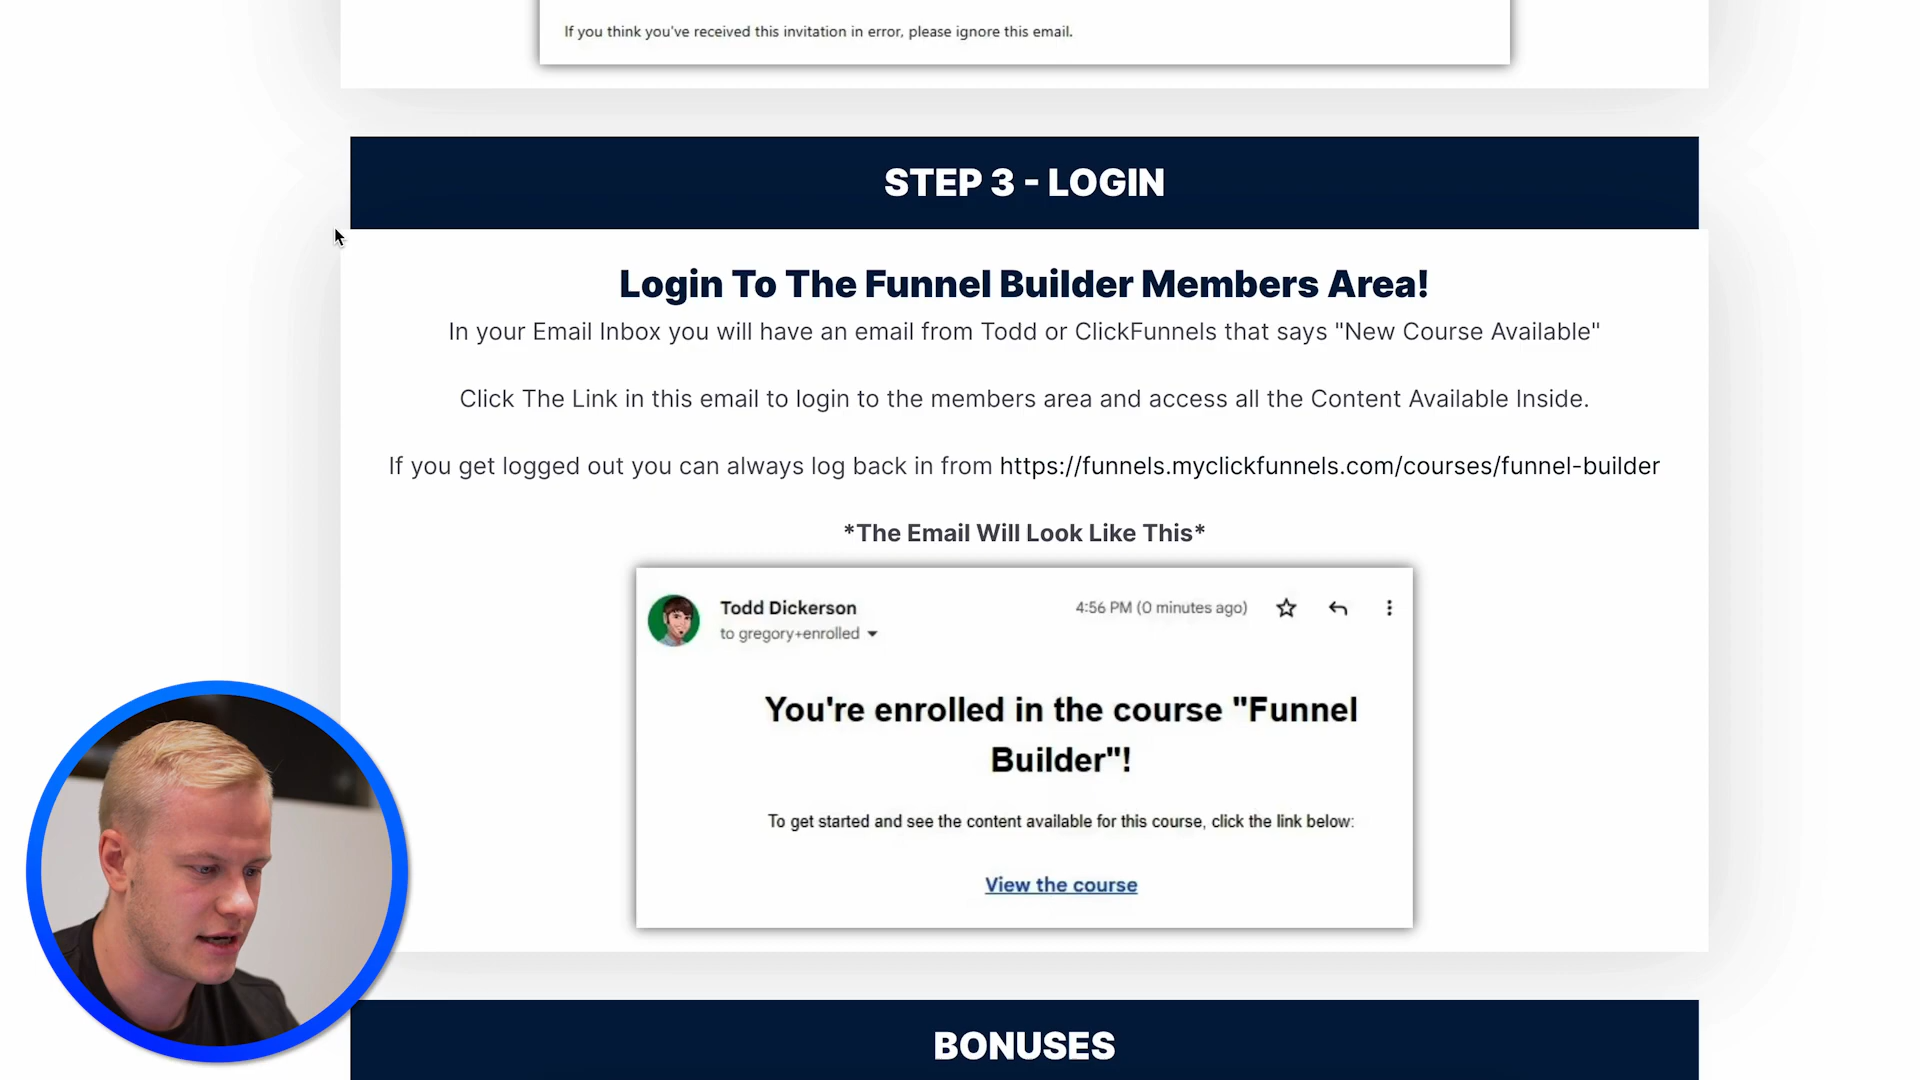 If you think you've received this invitation in error, please ignore this email.
STEP 3 - LOGIN
Login To The Funnel Builder Members Area!
In your Email Inbox you will have an email from Todd or ClickFunnels that says "New Course Available"
Click The Link in this email to login to the members area and access all the Content Available Inside.
If you get logged out you can always log back in from https://funnels.myclickfunnels.com/courses/funnel-builder
*The Email Will Look Like This*
Todd Dickerson
4:56 PM (0 minutes ago)
to gregory+enrolled
You're enrolled in the course "Funnel
Builder"!
To get started and see the content available for this course, click the link below:
View the course
BONUSES